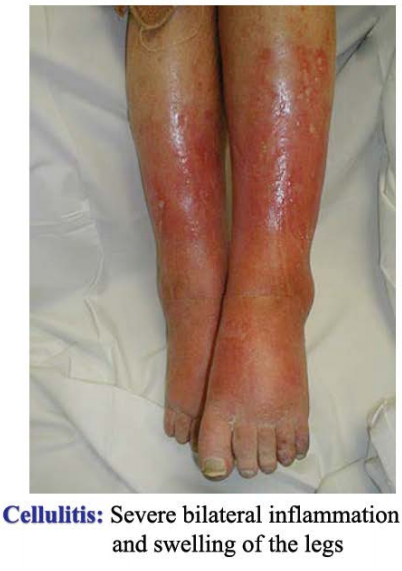 Cellulitis: Severe bilateral inflammation
and swelling of the legs